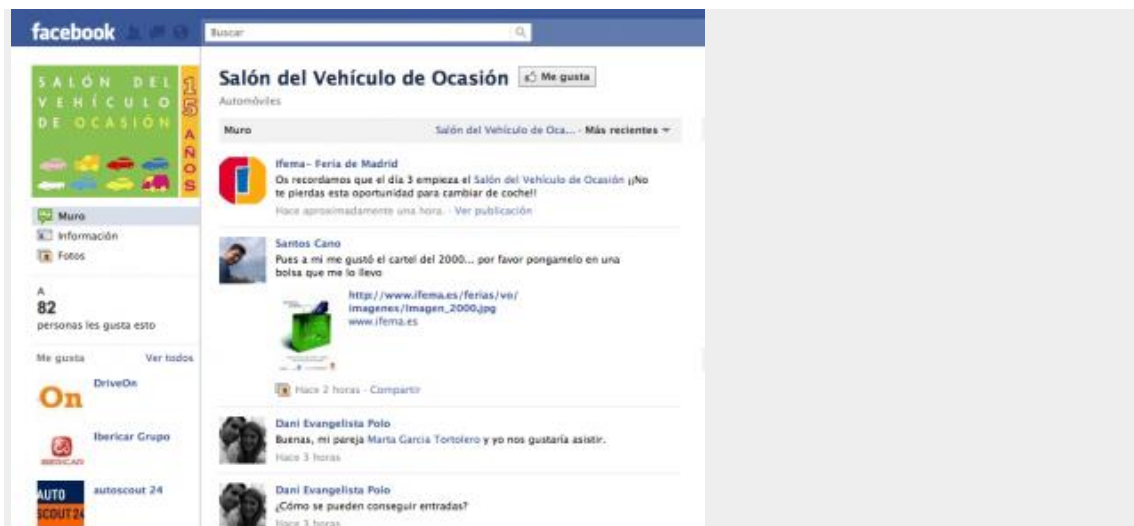 facebook
Buscar
SALÓN DEL
VEHÍCULO
DE OCASIÓN
15 AÑOS
Muro
Información
Fotos
A
82
personas les gusta esto
Me gusta Ver todos
On
DriveOn
IBERICAR
Ibericar Grupo
AUTO
SCOUT24
autoscout 24
Salón del Vehículo de Ocasión Me gusta
Automóviles
Muro Salón del Vehículo de Oca... · Más recientes
Ifema- Feria de Madrid
Os recordamos que el día 3 empieza el Salón del Vehículo de Ocasión ¡¡No
te pierdas esta oportunidad para cambiar de coche!!
Hace aproximadamente una hora. · Ver publicación
Santos Cano
Pues a mi me gustó el cartel del 2000... por favor pongamelo en una
bolsa que me lo llevo
http://www.ifema.es/ferias/vo/
imagenes/Imagen_2000.jpg
www.ifema.es
Hace 2 horas · Compartir
Dani Evangelista Polo
Buenas, mi pareja Marta Garcia Tortolero y yo nos gustaría asistir.
Hace 3 horas
Dani Evangelista Polo
¿Cómo se pueden conseguir entradas?
Hace 3 horas